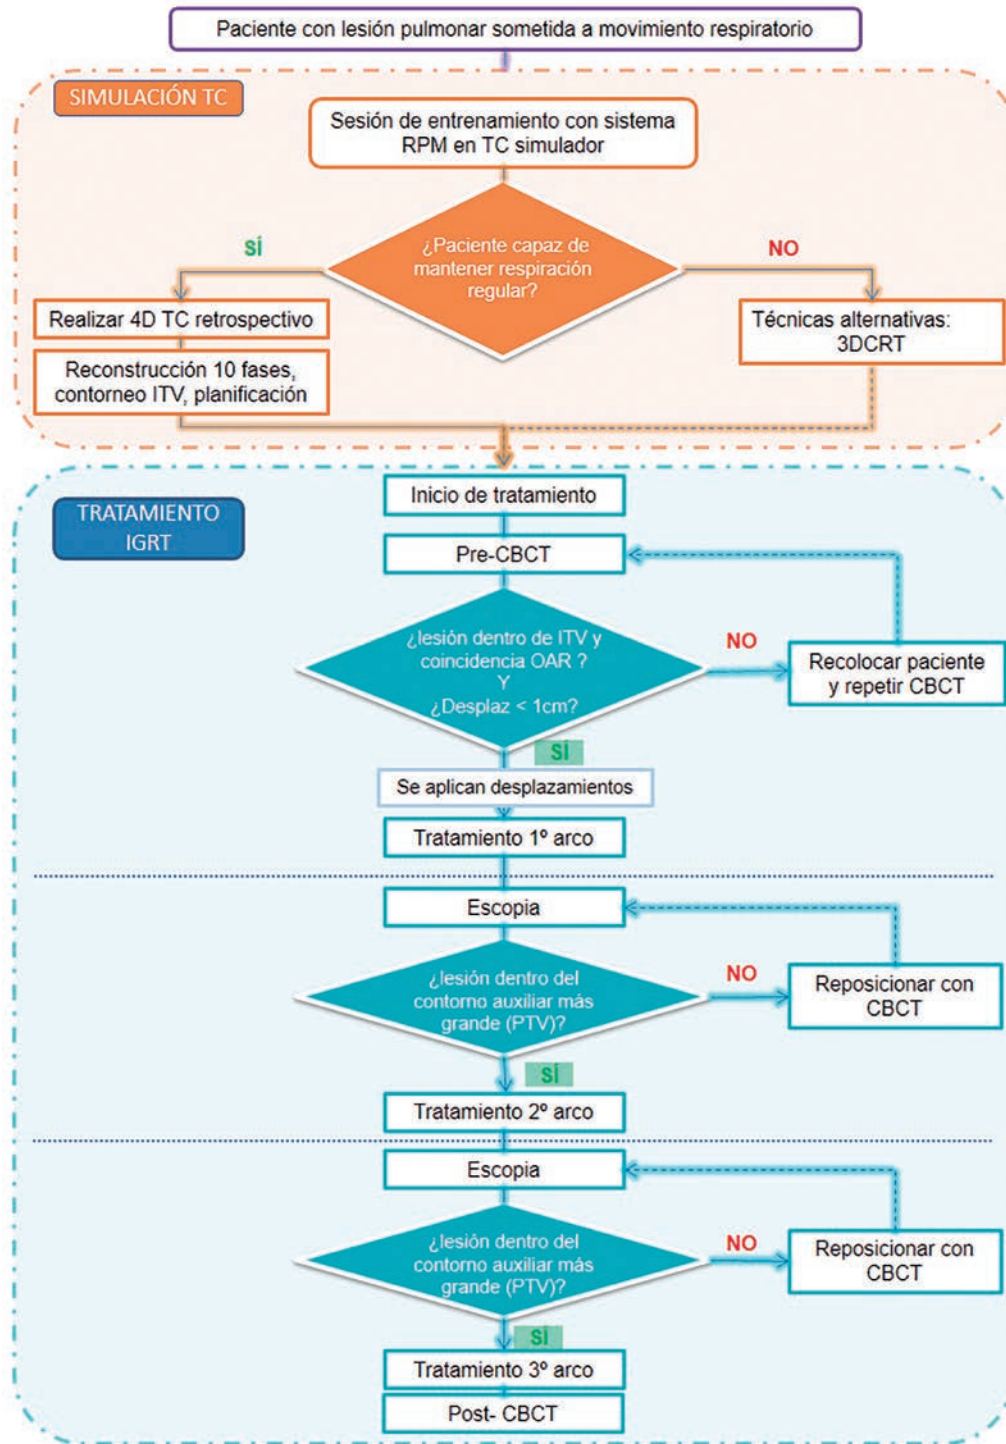 Paciente con lesión pulmonar sometida a movimiento respiratorio
SIMULACIÓN TC
Sesión de entrenamiento con sistema
RPM en TC simulador
¿Paciente capaz de
mantener respiración
regular?
SÍ
NO
Realizar 4D TC retrospectivo
Reconstrucción 10 fases,
contorneo ITV, planificación
Técnicas alternativas:
3DCRT
TRATAMIENTO
IGRT
Inicio de tratamiento
Pre-CBCT
¿lesión dentro de ITV y
coincidencia OAR ?
Y
¿Desplaz < 1cm?
NO
Recolocar paciente
y repetir CBCT
SÍ
Se aplican desplazamientos
Tratamiento 1º arco
Escopia
¿lesión dentro del
contorno auxiliar más
grande (PTV)?
NO
Reposicionar con
CBCT
SÍ
Tratamiento 2º arco
Escopia
¿lesión dentro del
contorno auxiliar más
grande (PTV)?
NO
Reposicionar con
CBCT
SÍ
Tratamiento 3º arco
Post- CBCT